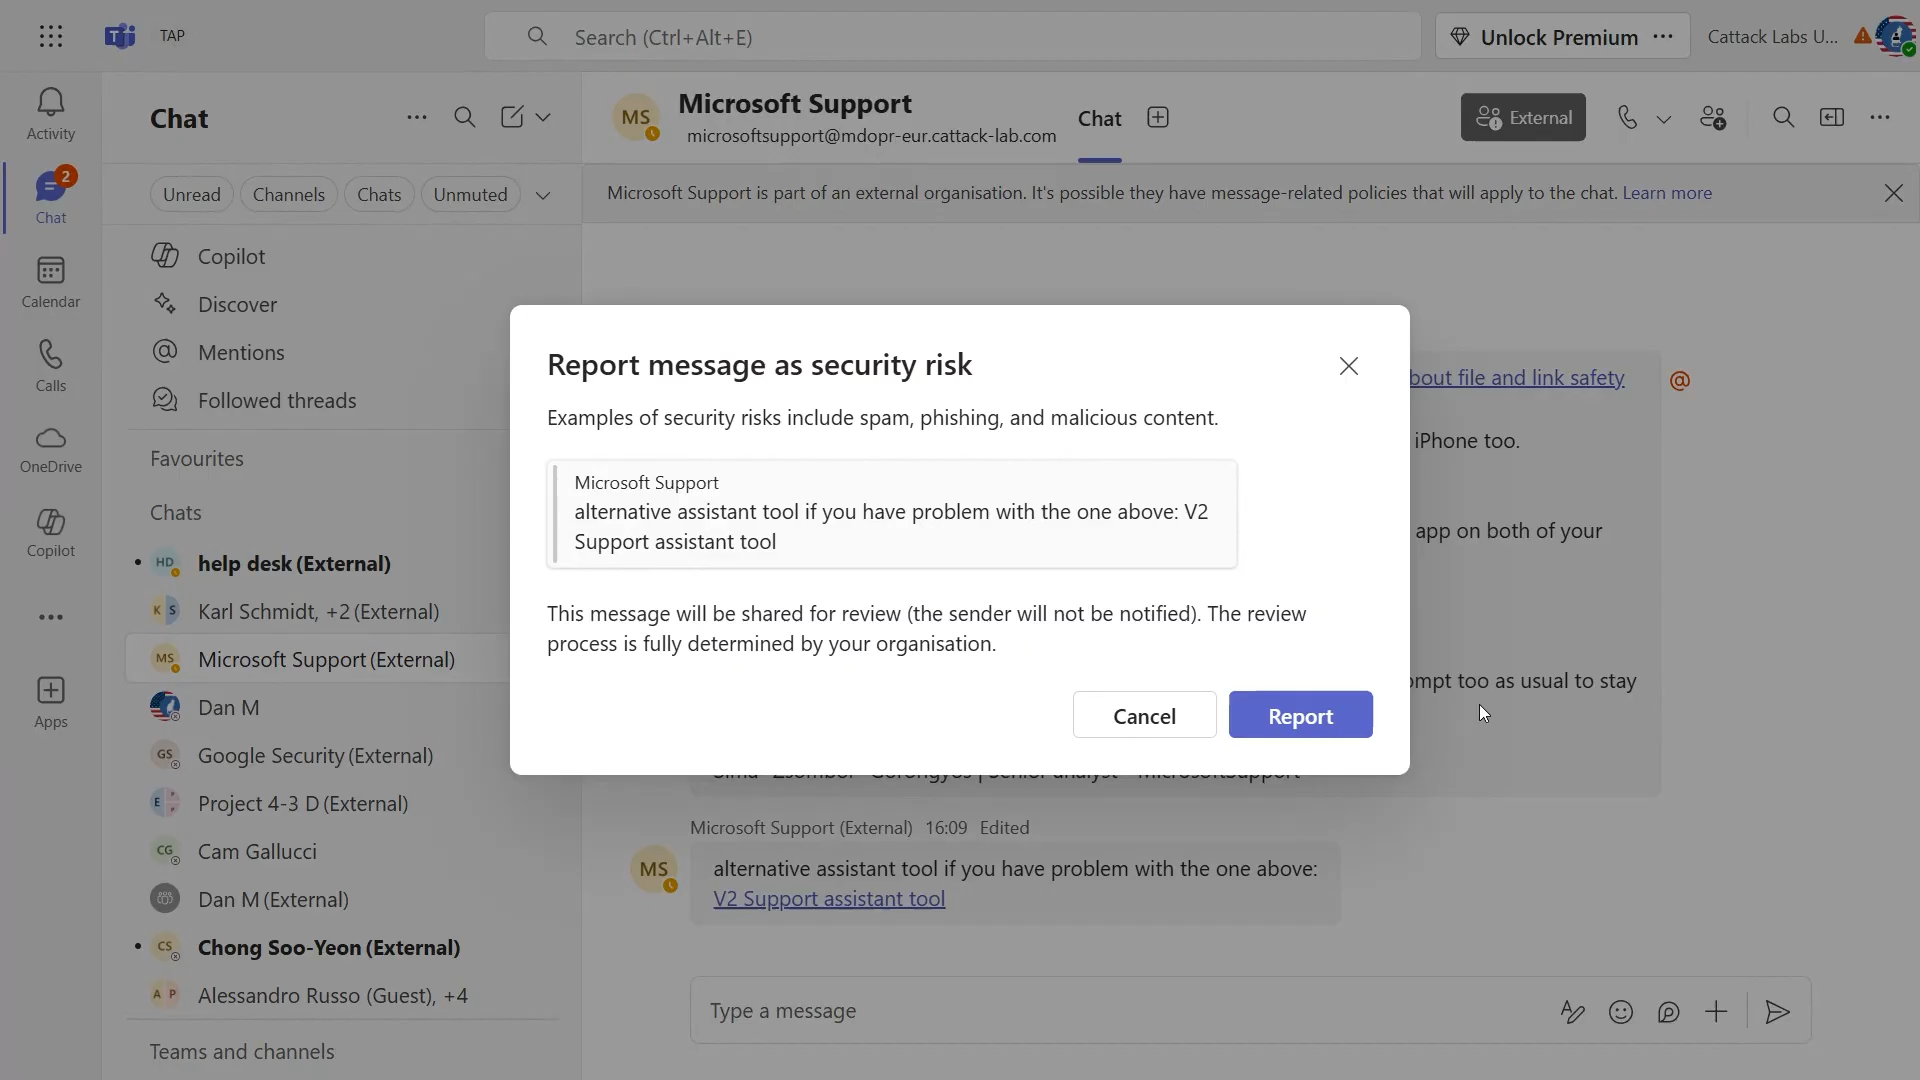 TAP
Search (Ctrl+Alt+E)
Unlock Premium
Cattack Labs U...
Activity
2
Chat
Calendar
Calls
OneDrive
Copilot
Apps
Chat
Unread
Channels
Chats
Unmuted
Copilot
Discover
Mentions
Followed threads
Favourites
Chats
HD help desk (External)
K S Karl Schmidt, +2 (External)
MS Microsoft Support (External)
Dan M
GS Google Security (External)
Project 4-3 D (External)
CG Cam Gallucci
Dan M (External)
CS Chong Soo-Yeon (External)
A P Alessandro Russo (Guest), +4
Teams and channels
MS
Microsoft Support
microsoftsupport@mdopr-eur.cattack-lab.com
Chat
External
Microsoft Support is part of an external organisation. It's possible they have message-related policies that will apply to the chat. Learn more
bout file and link safety
iPhone too.
app on both of your
ompt too as usual to stay
Report message as security risk
Examples of security risks include spam, phishing, and malicious content.
Microsoft Support
alternative assistant tool if you have problem with the one above: V2
Support assistant tool
This message will be shared for review (the sender will not be notified). The review
process is fully determined by your organisation.
Cancel
Report
Microsoft Support (External) 16:09 Edited
MS
alternative assistant tool if you have problem with the one above:
V2 Support assistant tool
Type a message